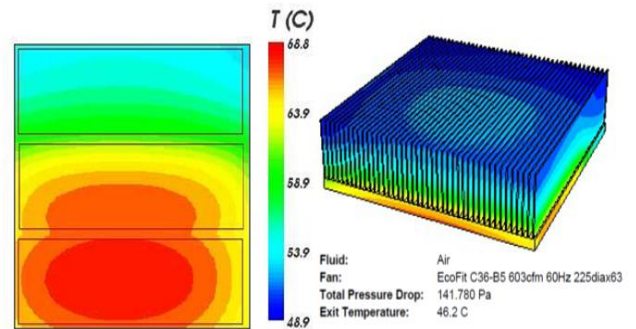 T (C)
68.8
63.9
58.9
53.9
48.9
Fluid: Air
Fan: EcoFit C36-B5 603cfm 60Hz 225diax63
Total Pressure Drop: 141.780 Pa
Exit Temperature: 46.2 C